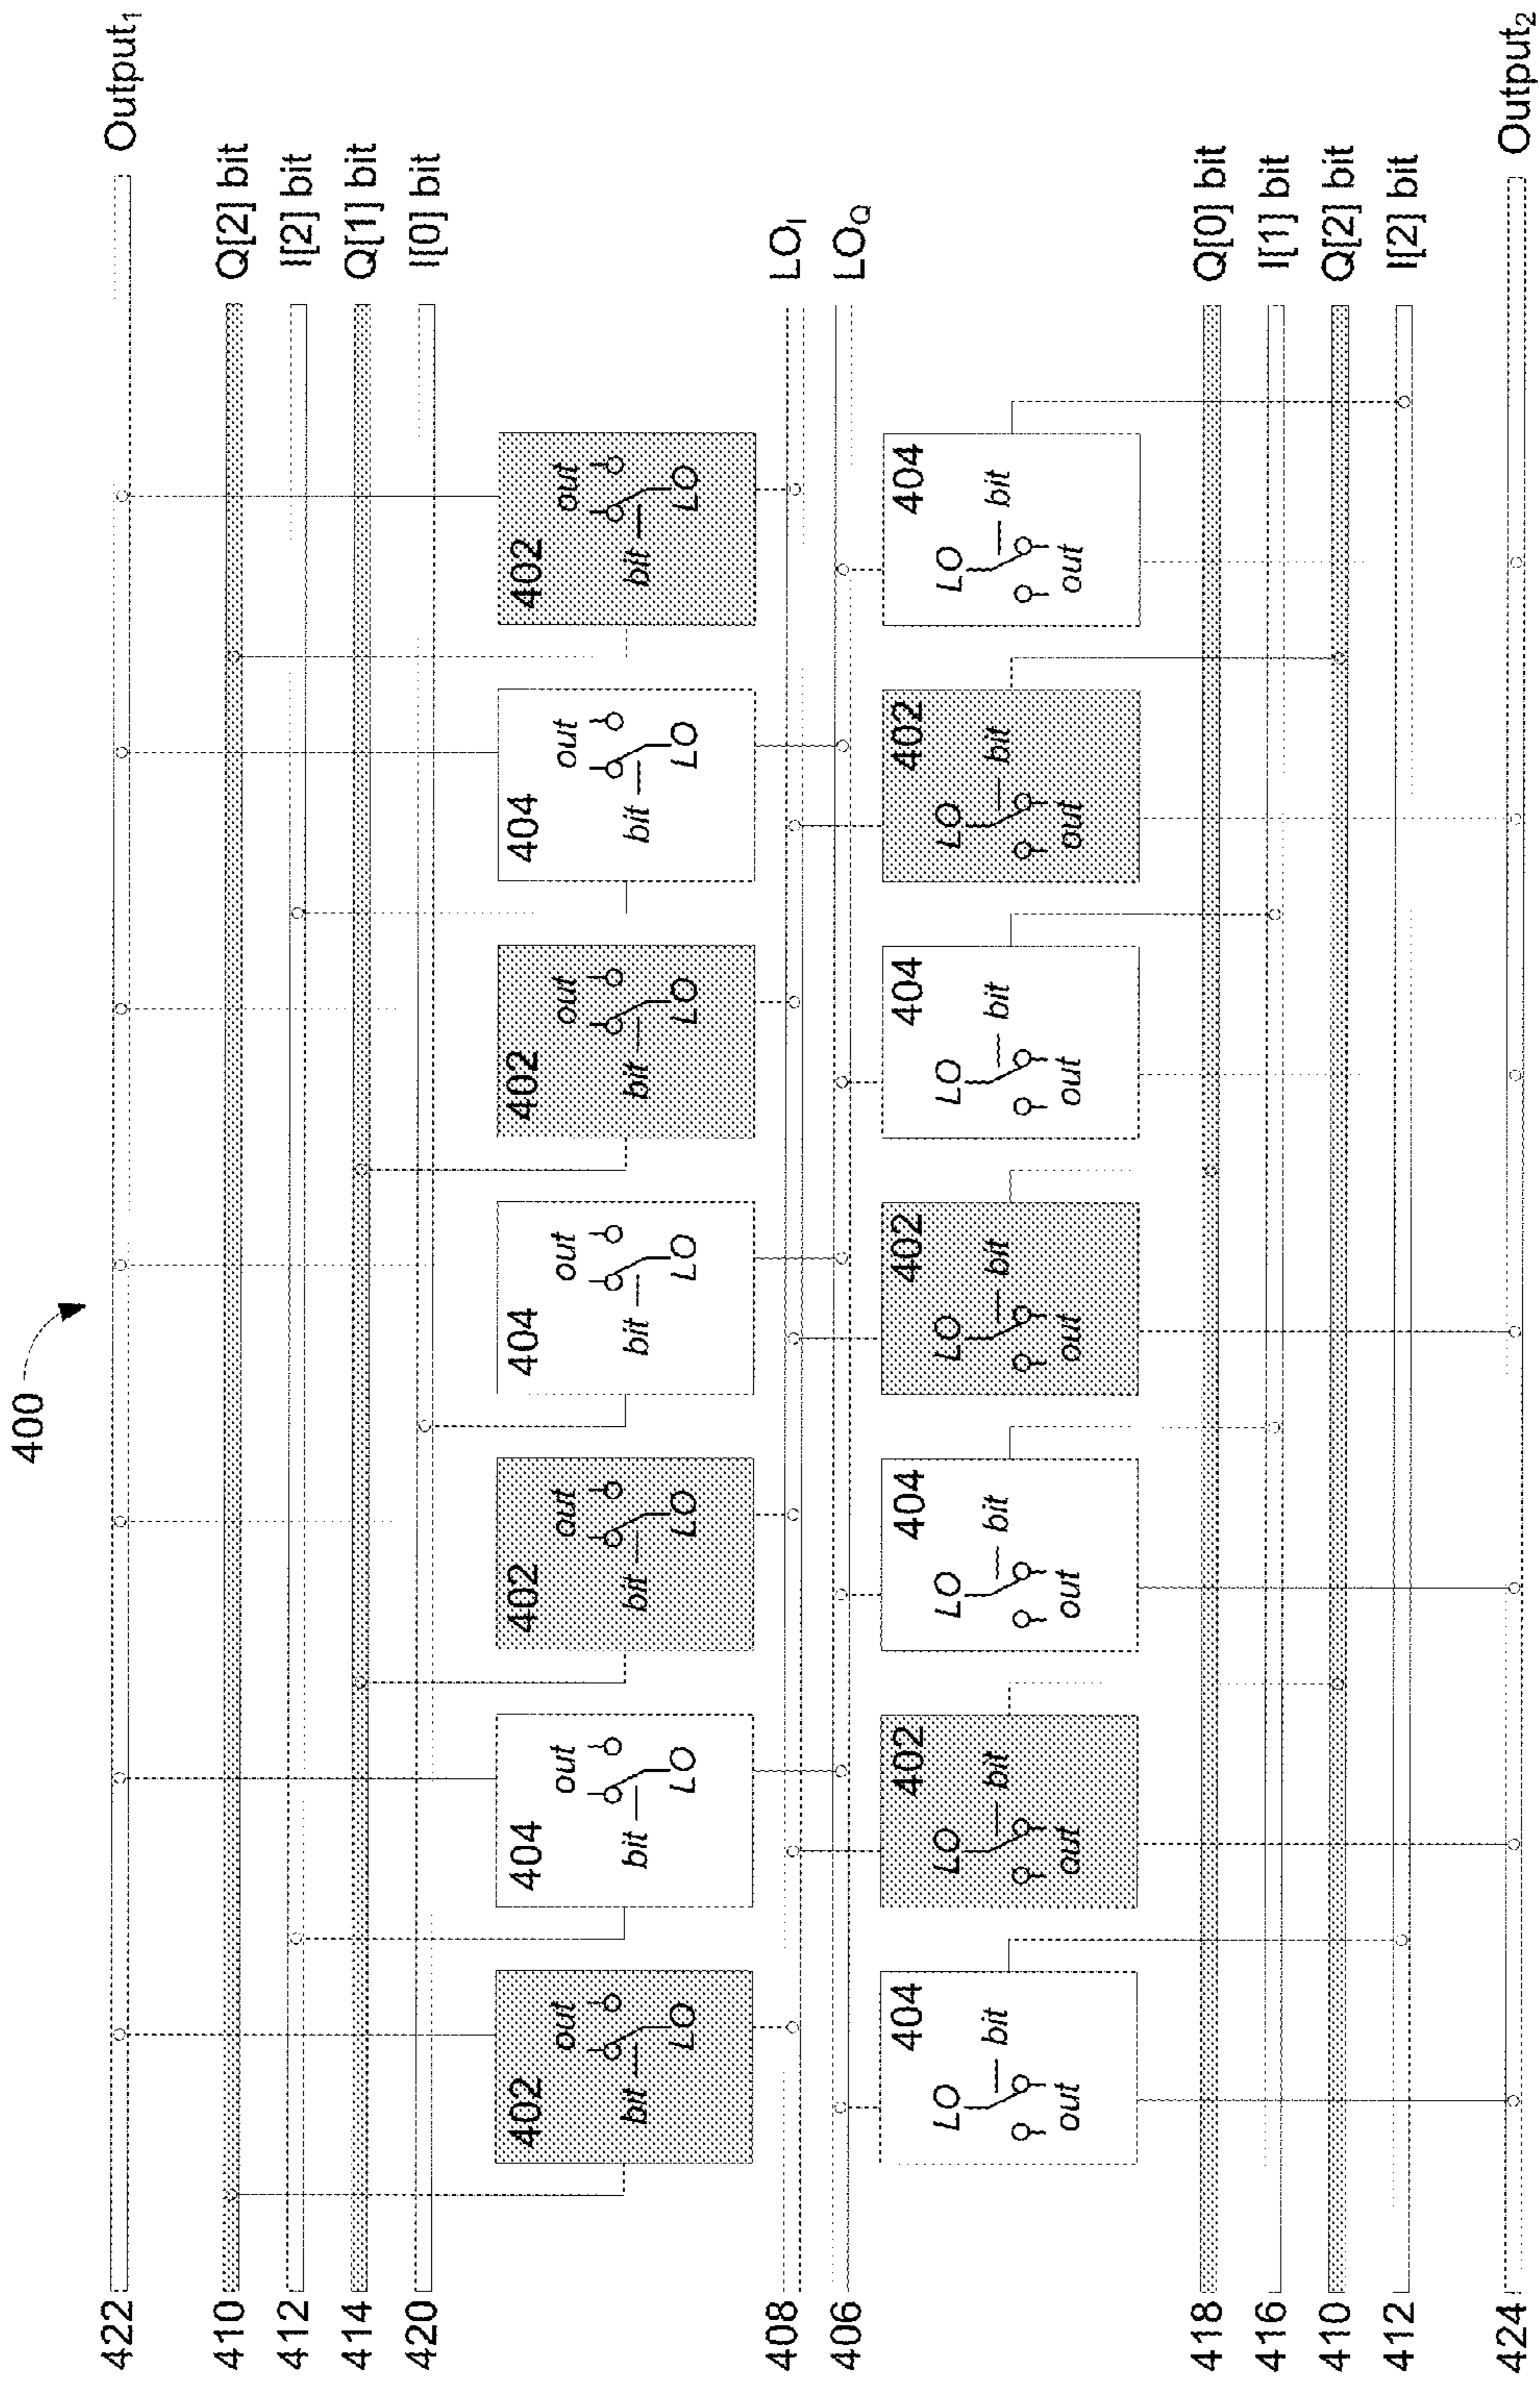 400
422 Output₁
410 Q[2] bit
412 I[2] bit
414 Q[1] bit
420 I[0] bit
402 404 402 404 402 404 402
out out out out out out out
bit bit bit bit bit bit bit
LO LO LO LO LO LO LO
408 LO_I
406 LO_Q
404 402 404 402 404 402 404
LO LO LO LO LO LO LO
bit bit bit bit bit bit bit
out out out out out out out
418 Q[0] bit
416 I[1] bit
410 Q[2] bit
412 I[2] bit
424 Output₂